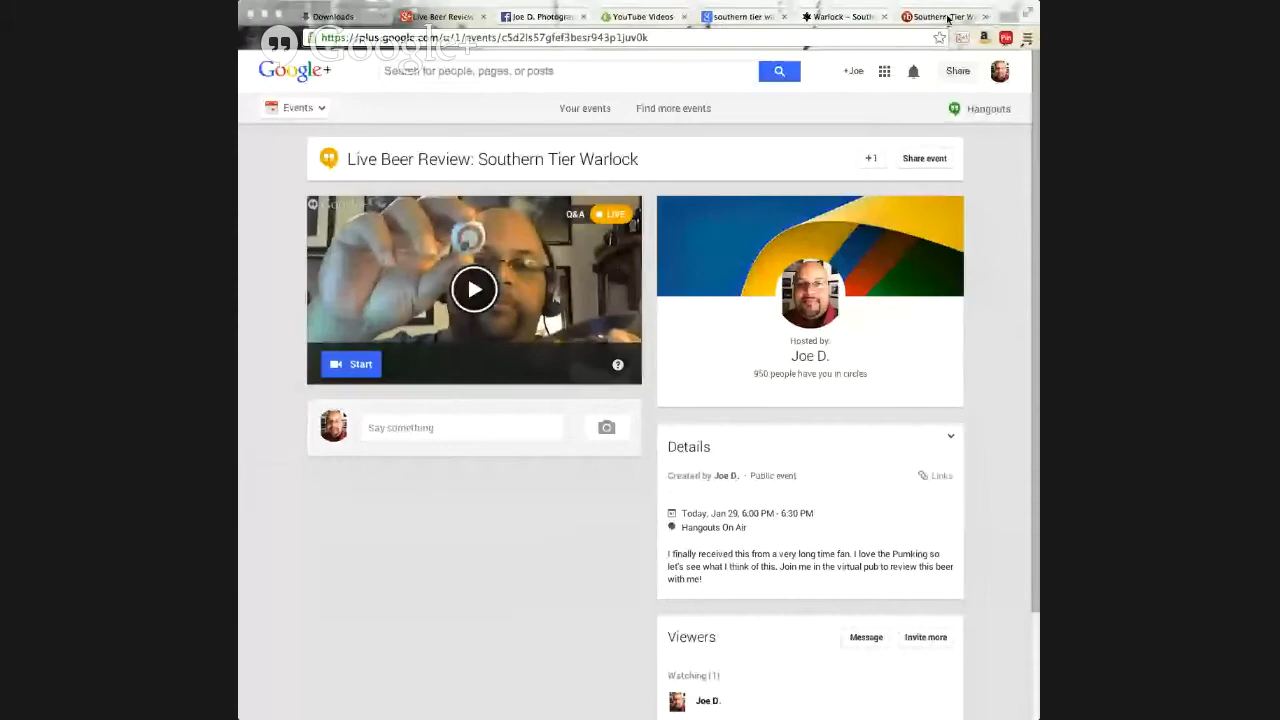 Downloads
Live Beer Review
Joe D. Photogra
YouTube Videos
southern tier w
Warlock – South
Southern Tier W
Google+
https://plus.google.com/u/1/events/c5d2ls57gfef3besr943p1juv0k
Pin
Google+
Search for people, pages, or posts
+Joe
Share
Events
Your events
Find more events
Hangouts
Live Beer Review: Southern Tier Warlock
+1
Share event
Google+
Q&A
LIVE
Start
?
Hosted by:
Joe D.
950 people have you in circles
Say something
Details
Created by Joe D. · Public event
Links
Today, Jan 29, 6:00 PM - 6:30 PM
Hangouts On Air
I finally received this from a very long time fan. I love the Pumking so
let's see what I think of this. Join me in the virtual pub to review this beer
with me!
Viewers
Message
Invite more
Watching (1)
Joe D.